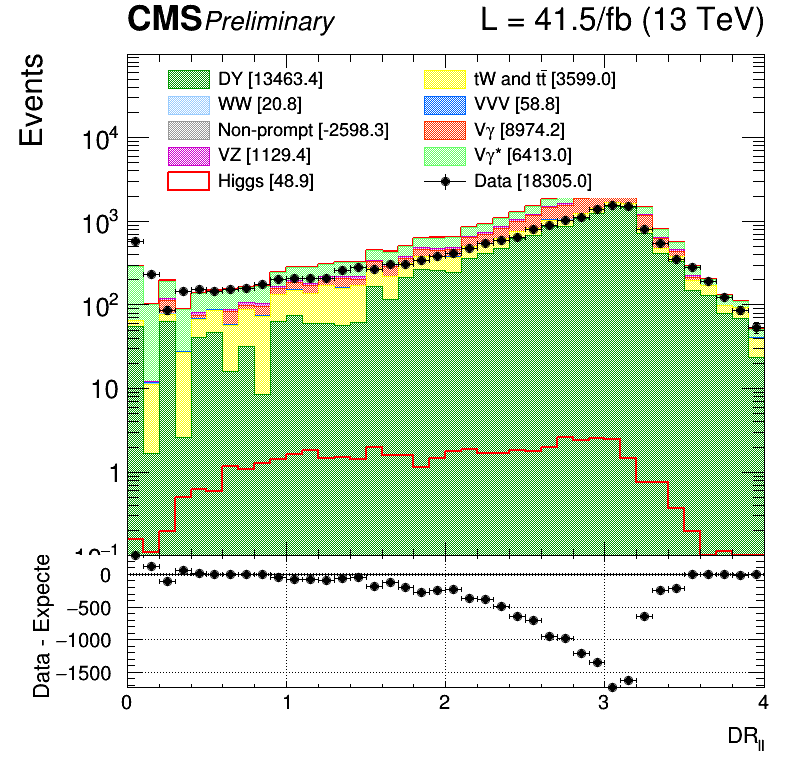 CMS Preliminary L = 41.5/fb (13 TeV)
Events
DY [13463.4] tW and tt̄ [3599.0]
WW [20.8] VVV [58.8]
Non-prompt [-2598.3] Vγ [8974.2]
VZ [1129.4] Vγ* [6413.0]
Higgs [48.9] Data [18305.0]
10⁴
10³
10²
10
1
10⁻¹
Data - Expecte
0
−500
−1000
−1500
0 1 2 3 4
DR_ll